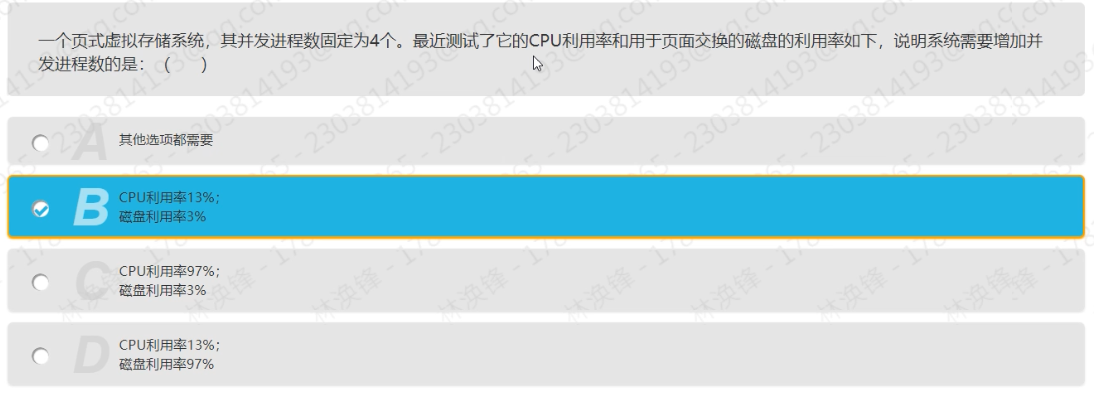 一个页式虚拟存储系统，其并发进程数固定为4个。最近测试了它的CPU利用率和用于页面交换的磁盘的利用率如下，说明系统需要增加并
发进程数的是：（　　）
A
其他选项都需要
B
CPU利用率13%；
磁盘利用率3%
C
CPU利用率97%；
磁盘利用率3%
D
CPU利用率13%；
磁盘利用率97%